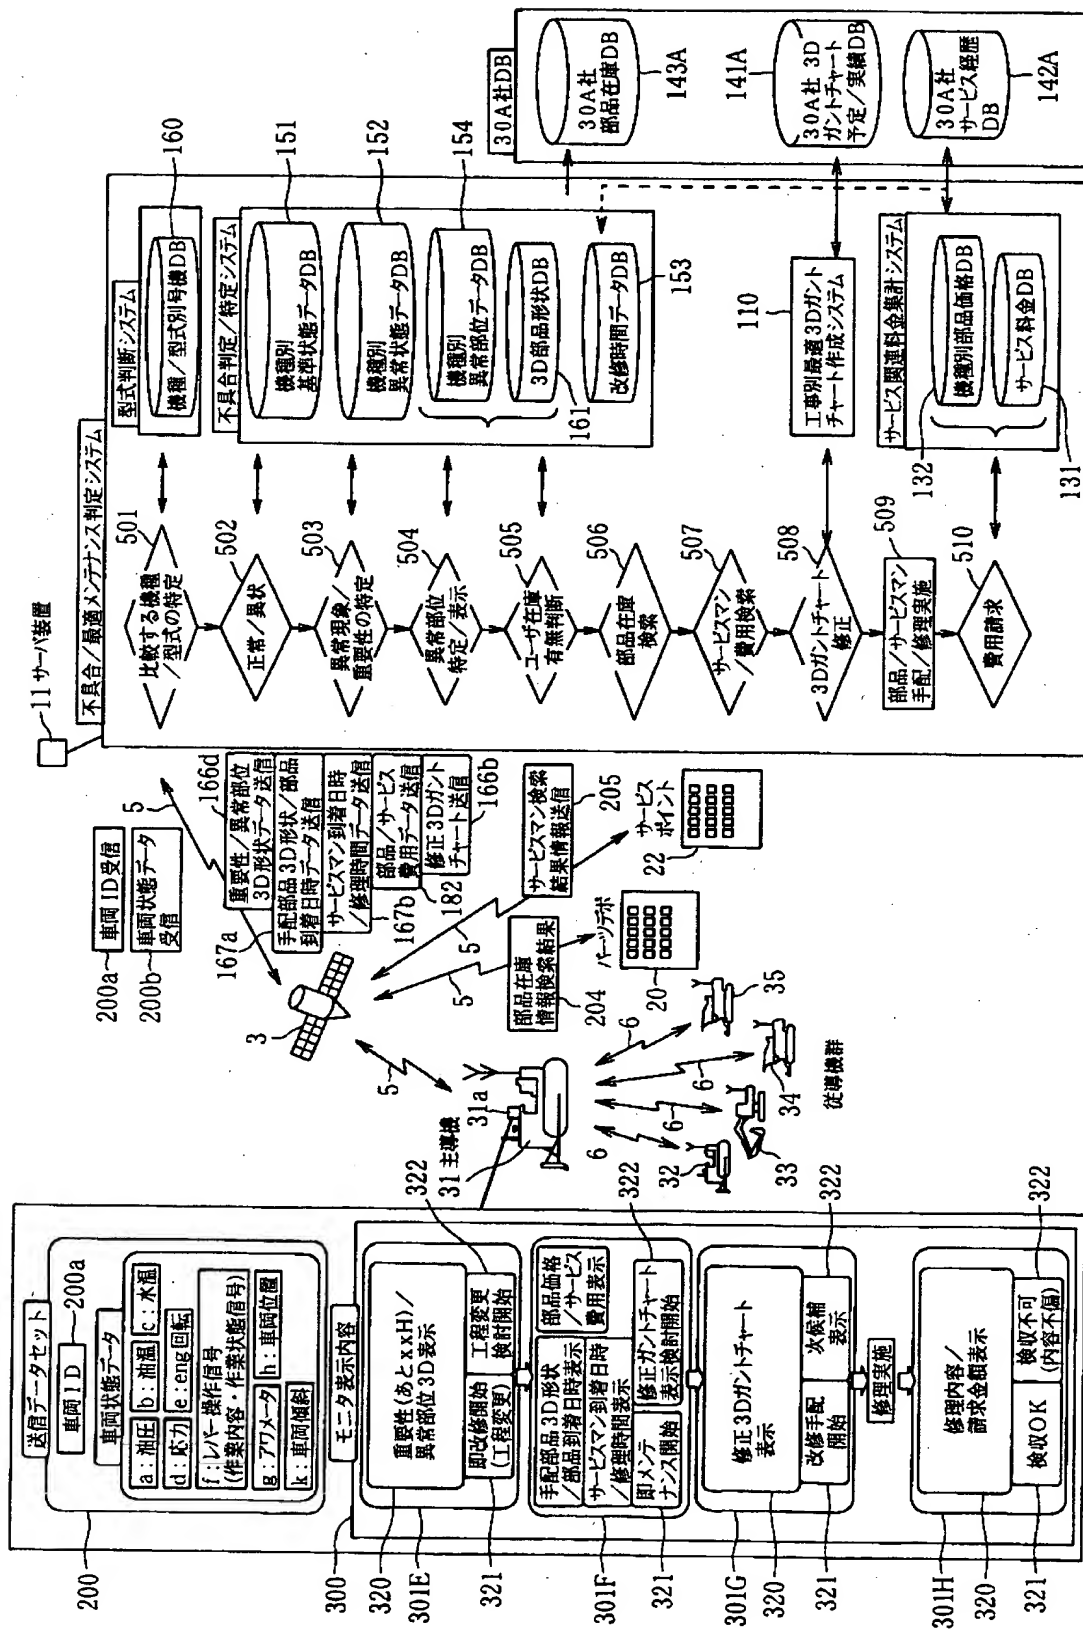 11 サーバ装置
不具合／最適メンテナンス判定システム
501
比較する機種
／型式の特定
502
正常／異状
503
異常現象／
重要性の特定
504
異常部位
特定／表示
505
ユーザ在庫
有無判断
506
部品在庫
検索
507
サービスマン
／費用検索
508
3Dガントチャート
修正
509
部品／サービスマン
手配／修理実施
510
費用請求
型式判断システム
機種／型式別号機DB
160
不具合判定／特定システム
機種別
基準状態データDB
151
機種別
異常状態データDB
152
機種別
異常部位データDB
154
3D部品形状DB
161
改修時間データDB
153
工事別最適3Dガント
チャート作成システム
110
サービス関連料金集計システム
機種別部品価格DB
132
サービス料金DB
131
30A社DB
30A社
部品在庫DB
143A
30A社 3D
ガントチャート
予定／実績DB
141A
30A社
サービス経歴
DB
142A
200a
車両ID受信
200b
車両状態データ
受信
5
166d
重要性／異常部位
3D形状データ送信
167a
手配部品3D形状／部品
到着日時データ送信
サービスマン到着日時
／修理時間データ送信
167b
部品／サービス
費用データ送信
182
修正3Dガント
チャート送信
166b
3
5
5
5
サービスマン検索
結果情報送信
205
サービス
ポイント
22
部品在庫
情報検索結果
204
パーツデポ
20
31a
31 主導機
6
6
6
6
32
33
34
35
従導機群
200
送信データセット
車両ID
200a
車両状態データ
a：油圧
b：油温
c：水温
d：応力
e：eng回転
f：レバー操作信号
(作業内容・作業状態信号)
g：アワメータ
h：車両位置
k：車両傾斜
300
モニタ表示内容
320
重要性(あとxxH)／
異常部位3D表示
301E
321
即改修開始
(工程変更)
322
工程変更
検討開始
手配部品3D形状
／部品到着日時表示
部品価格
／サービス
費用表示
サービスマン到着日時
／修理時間表示
301F
321
即メンテ
ナンス開始
322
修正ガントチャート
表示検討開始
301G
320
修正3Dガントチャート
表示
321
改修手配
開始
322
次候補
表示
修理実施
301H
320
修理内容／
請求金額表示
321
検収OK
322
検収不可
(内容不備)